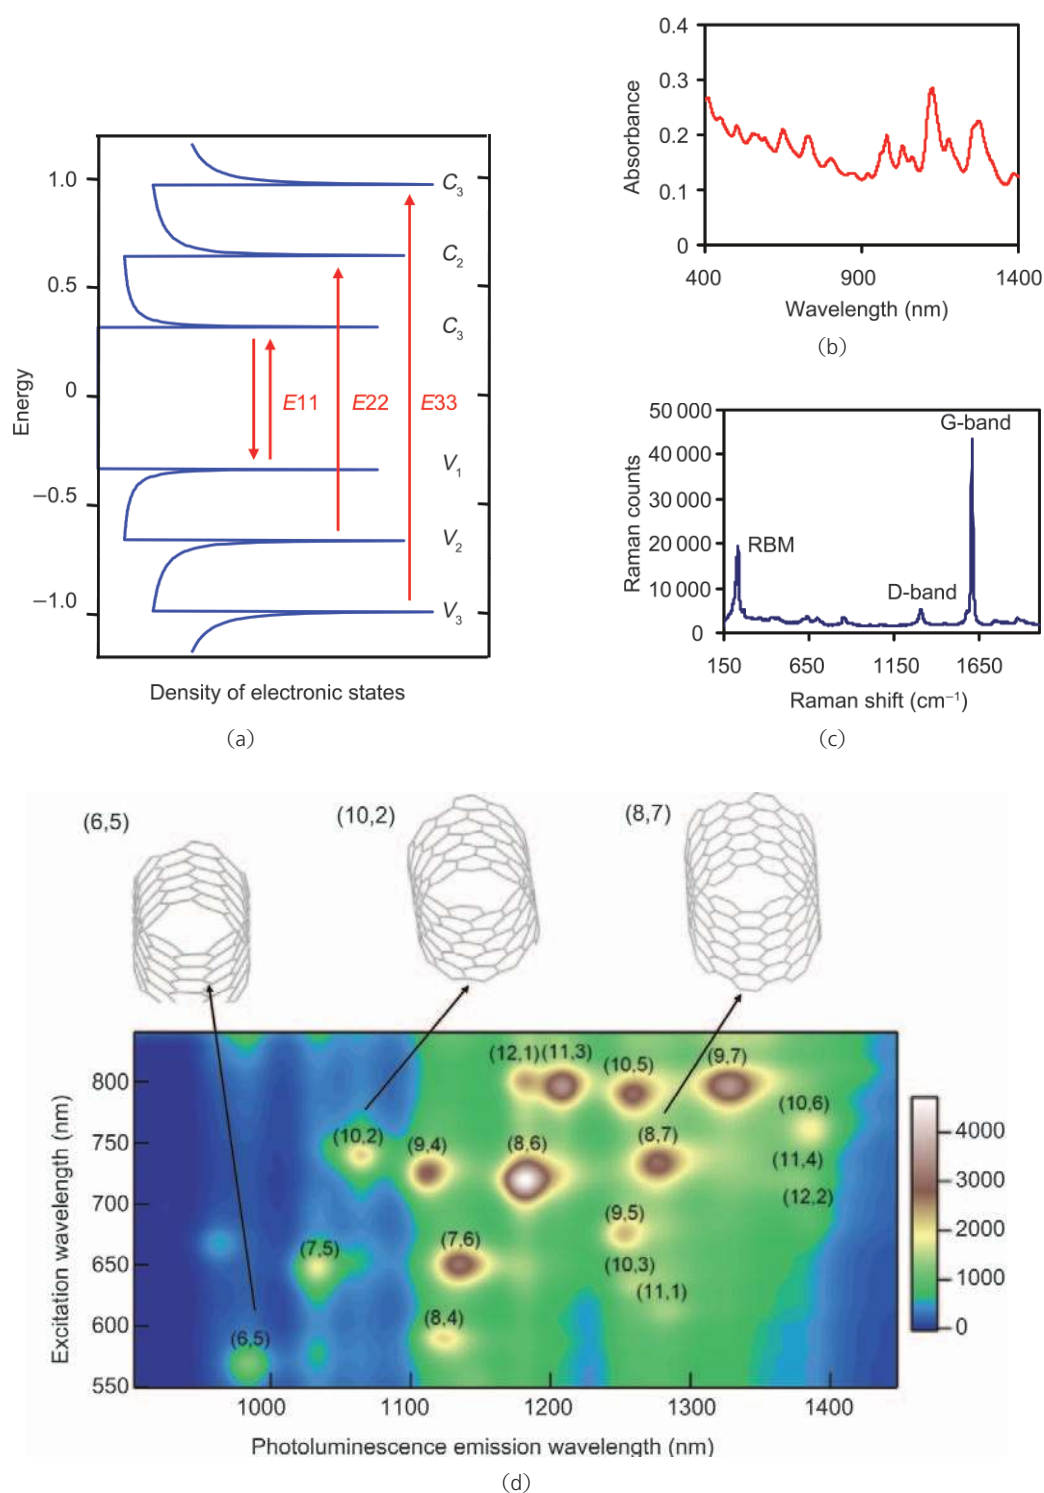 1.0
0.5
0
–0.5
–1.0
Energy
C3
C2
C3
E11
E22
E33
V1
V2
V3
Density of electronic states
(a)
0.4
0.3
0.2
0.1
0
Absorbance
400
900
1400
Wavelength (nm)
(b)
50 000
40 000
30 000
20 000
10 000
0
Raman counts
G-band
RBM
D-band
150
650
1150
1650
Raman shift (cm–1)
(c)
(6,5)
(10,2)
(8,7)
800
750
700
650
600
550
Excitation wavelength (nm)
(12,1)
(11,3)
(10,5)
(9,7)
(10,6)
(10,2)
(9,4)
(8,6)
(8,7)
(11,4)
(12,2)
(9,5)
(7,5)
(7,6)
(10,3)
(11,1)
(8,4)
(6,5)
4000
3000
2000
1000
0
1000
1100
1200
1300
1400
Photoluminescence emission wavelength (nm)
(d)